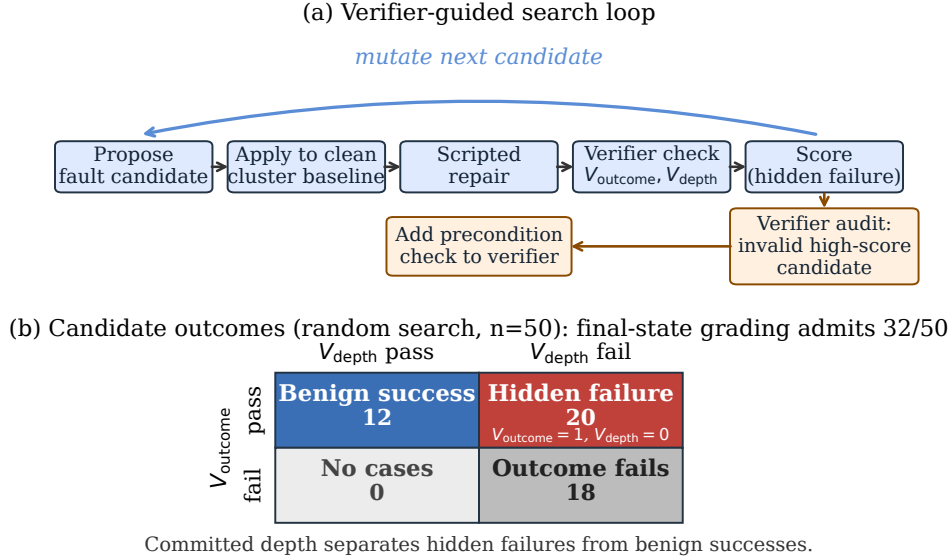 (a) Verifier-guided search loop
mutate next candidate
Propose
fault candidate
Apply to clean
cluster baseline
Scripted
repair
Verifier check
V_outcome, V_depth
Score
(hidden failure)
Verifier audit:
invalid high-score
candidate
Add precondition
check to verifier
(b) Candidate outcomes (random search, n=50): final-state grading admits 32/50
V_depth pass
V_depth fail
V_outcome
pass
fail
Benign success
12
Hidden failure
20
V_outcome = 1, V_depth = 0
No cases
0
Outcome fails
18
Committed depth separates hidden failures from benign successes.